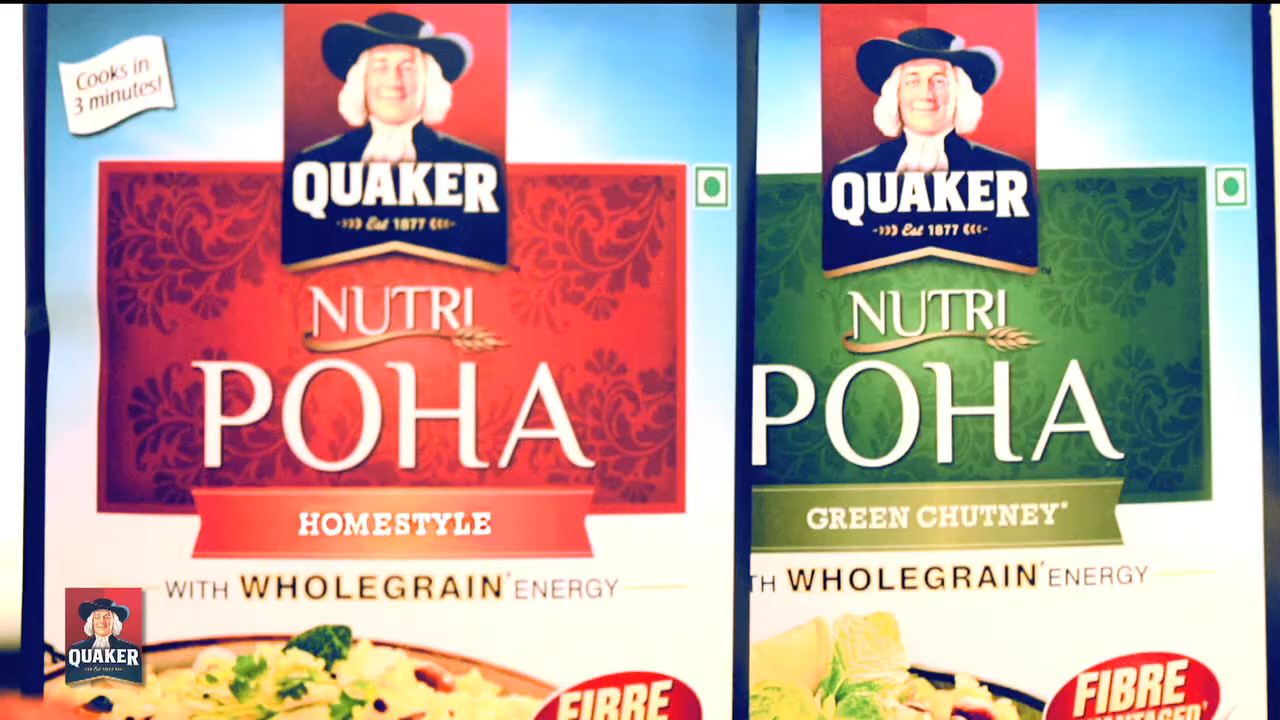 Cooks in
3 minutes!
QUAKER
Est 1877
NUTRI
POHA
HOMESTYLE
WITH WHOLEGRAIN* ENERGY
FIBRE
QUAKER
QUAKER
Est 1877
NUTRI
POHA
GREEN CHUTNEY*
TH WHOLEGRAIN* ENERGY
FIBRE